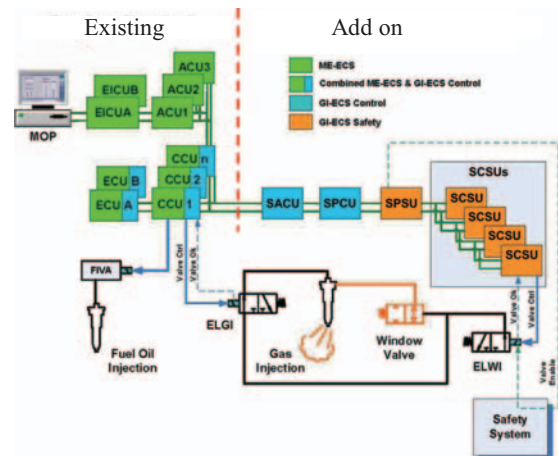 Existing
Add on
ACU3
ACU2
ACU1
EICUB
EICUA
MOP
ME-ECS
Combined ME-ECS & GI-ECS Control
GI-ECS Control
GI-ECS Safety
ECU B
ECU A
CCU n
CCU 2
CCU 1
SACU
SPCU
SPSU
SCSUs
SCSU
SCSU
SCSU
SCSU
Valve Ctrl
Valve Ok
FIVA
Fuel Oil
Injection
ELGI
Gas
Injection
Window
Valve
ELWI
Valve Ok
Valve Ctrl
Valve
Enable
Safety
System